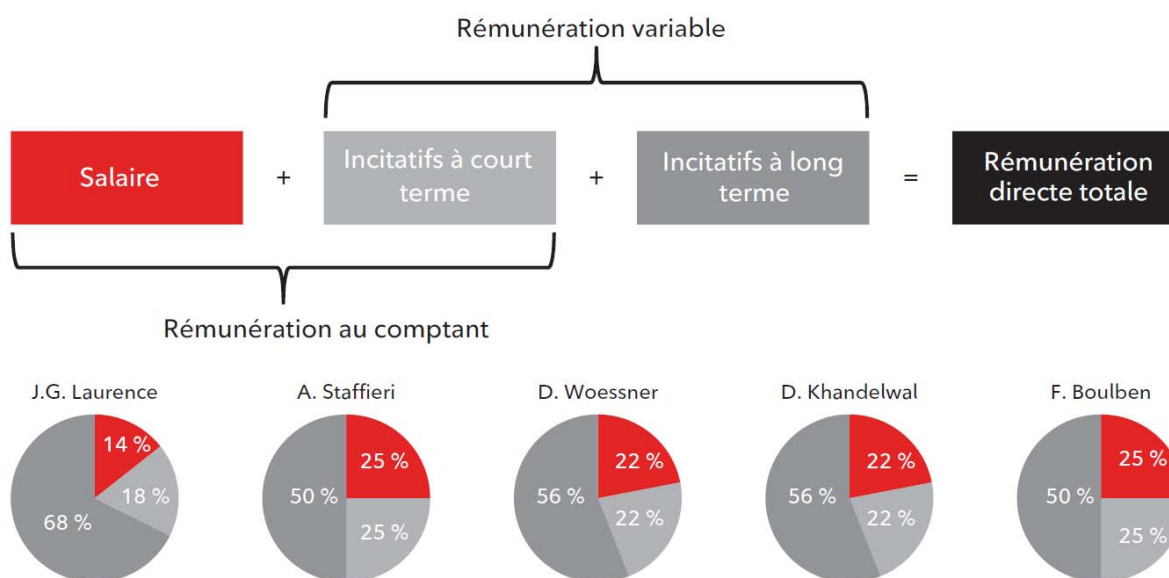 Rémunération variable
Salaire
+
Incitatifs à court
terme
+
Incitatifs à long
terme
=
Rémunération
directe totale
Rémunération au comptant
J.G. Laurence
14 %
18 %
68 %
A. Staffieri
25 %
50 %
25 %
D. Woessner
22 %
56 %
22 %
D. Khandelwal
22 %
56 %
22 %
F. Boulben
25 %
50 %
25 %